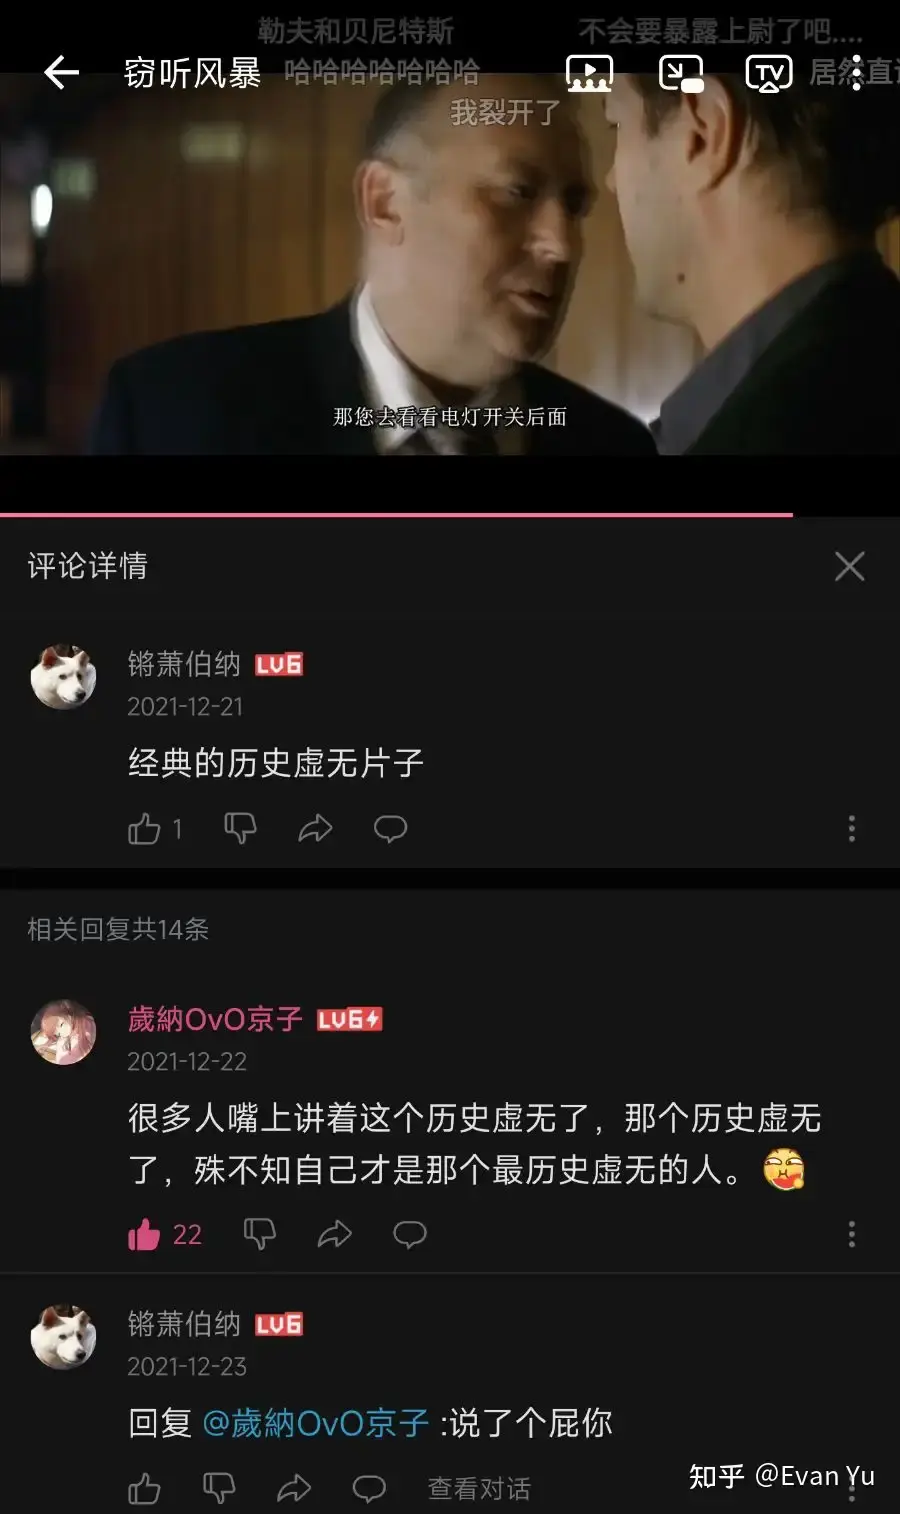 勒夫和贝尼特斯
不会要暴露上尉了吧....
窃听风暴
哈哈哈哈哈哈哈
TV
居然直
我裂开了
那您去看看电灯开关后面
评论详情
锵萧伯纳 LV6
2021-12-21
经典的历史虚无片子
1
相关回复共14条
歲納OvO京子 LV6
2021-12-22
很多人嘴上讲着这个历史虚无了，那个历史虚无
了，殊不知自己才是那个最历史虚无的人。
22
锵萧伯纳 LV6
2021-12-23
回复 @歲納OvO京子 :说了个屁你
查看对话
知乎 @Evan Yu